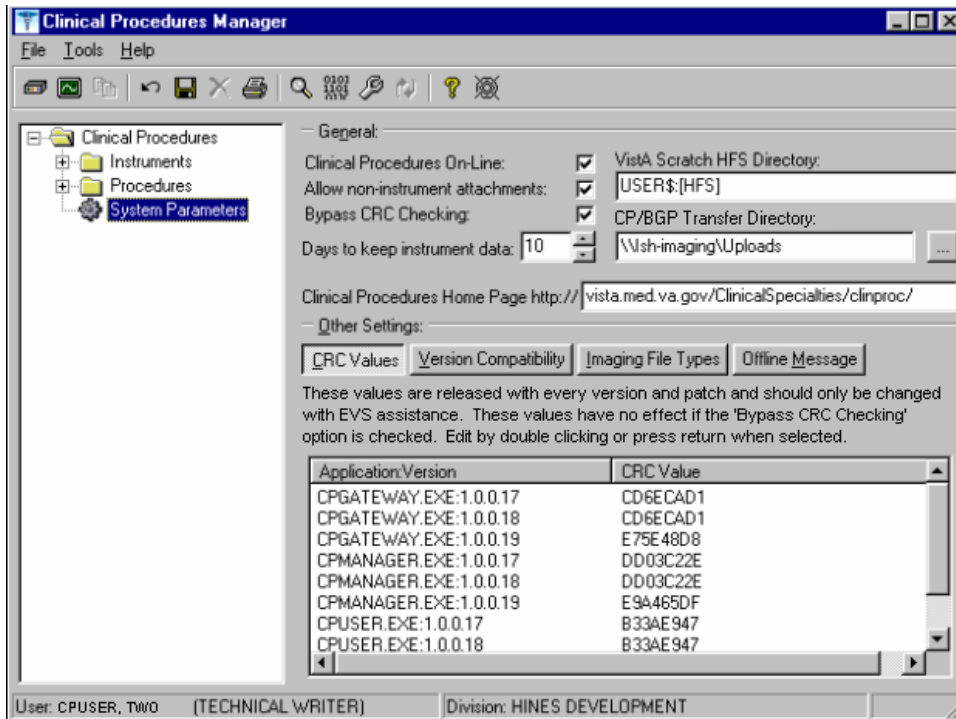 Clinical Procedures Manager
File Tools Help
Clinical Procedures
Instruments
Procedures
System Parameters
General:
Clinical Procedures On-Line:
Allow non-instrument attachments:
Bypass CRC Checking:
Days to keep instrument data: 10
VistA Scratch HFS Directory:
USER$:[HFS]
CP/BGP Transfer Directory:
\\Ish-imaging\Uploads
...
Clinical Procedures Home Page http:// vista.med.va.gov/ClinicalSpecialties/clinproc/
Other Settings:
CRC Values Version Compatibility Imaging File Types Offline Message
These values are released with every version and patch and should only be changed
with EVS assistance. These values have no effect if the 'Bypass CRC Checking'
option is checked. Edit by double clicking or press return when selected.
Application:Version CRC Value
CPGATEWAY.EXE:1.0.0.17 CD6ECAD1
CPGATEWAY.EXE:1.0.0.18 CD6ECAD1
CPGATEWAY.EXE:1.0.0.19 E75E48D8
CPMANAGER.EXE:1.0.0.17 DD03C22E
CPMANAGER.EXE:1.0.0.18 DD03C22E
CPMANAGER.EXE:1.0.0.19 E9A465DF
CPUSER.EXE:1.0.0.17 B33AE947
CPUSER.EXE:1.0.0.18 B33AE947
User: CPUSER, TWO (TECHNICAL WRITER) Division: HINES DEVELOPMENT